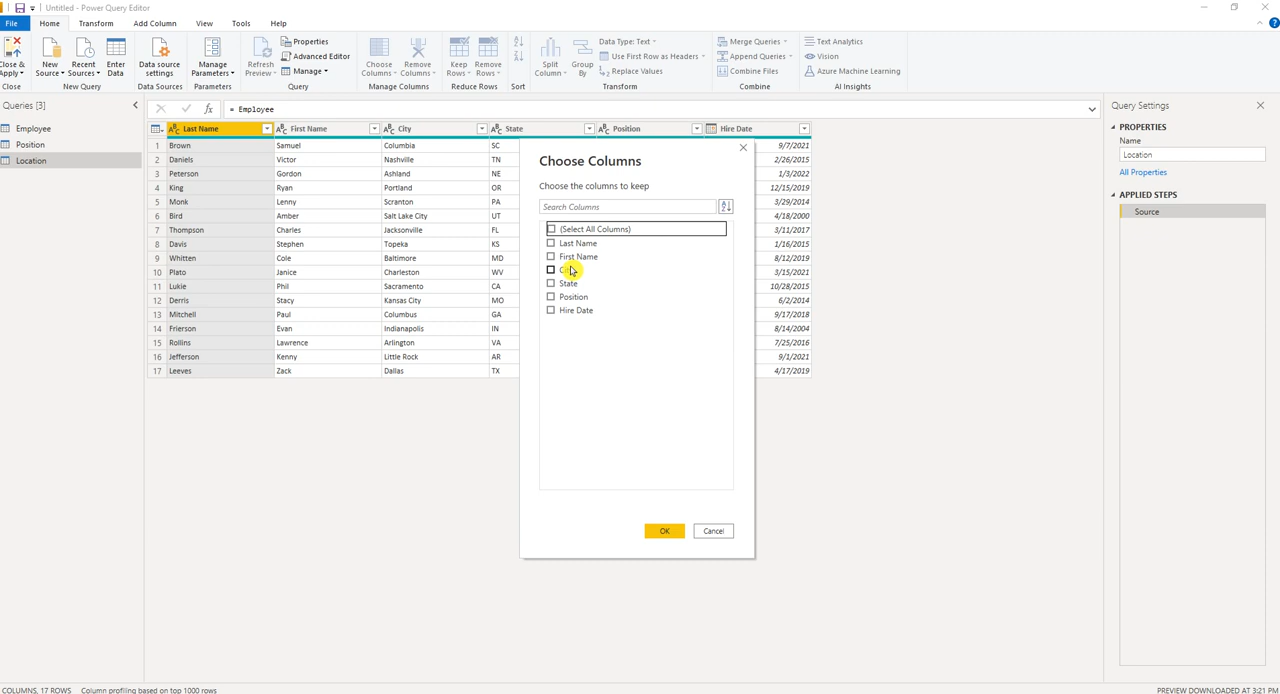 Untitled - Power Query Editor
File Home Transform Add Column View Tools Help
Close & Apply
New Source
Recent Sources
Enter Data
Data source settings
Manage Parameters
Refresh Preview
Properties
Advanced Editor
Manage
Choose Columns
Remove Columns
Keep Rows
Remove Rows
Split Column
Group By
Data Type: Text
Use First Row as Headers
Replace Values
Merge Queries
Append Queries
Combine Files
Text Analytics
Vision
Azure Machine Learning
Close New Query Data Sources Parameters Query Manage Columns Reduce Rows Sort Transform Combine AI Insights
Queries [3]
Employee
Position
Location
fx = Employee
Last Name First Name City State Position Hire Date
1 Brown Samuel Columbia SC 9/7/2021
2 Daniels Victor Nashville TN 2/26/2015
3 Peterson Gordon Ashland NE 1/3/2022
4 King Ryan Portland OR 12/15/2019
5 Monk Lenny Scranton PA 3/29/2014
6 Bird Amber Salt Lake City UT 4/18/2000
7 Thompson Charles Jacksonville FL 3/11/2017
8 Davis Stephen Topeka KS 1/16/2015
9 Whitten Cole Baltimore MD 8/12/2019
10 Plato Janice Charleston WV 3/15/2021
11 Lukie Phil Sacramento CA 10/28/2015
12 Derris Stacy Kansas City MO 6/2/2014
13 Mitchell Paul Columbus GA 9/17/2018
14 Frierson Evan Indianapolis IN 8/14/2004
15 Rollins Lawrence Arlington VA 7/25/2016
16 Jefferson Kenny Little Rock AR 9/1/2021
17 Leeves Zack Dallas TX 4/17/2019
Choose Columns
Choose the columns to keep
Search Columns
(Select All Columns)
Last Name
First Name
State
Position
Hire Date
OK Cancel
Query Settings
PROPERTIES
Name
Location
All Properties
APPLIED STEPS
Source
COLUMNS, 17 ROWS Column profiling based on top 1000 rows
PREVIEW DOWNLOADED AT 3:21 PM